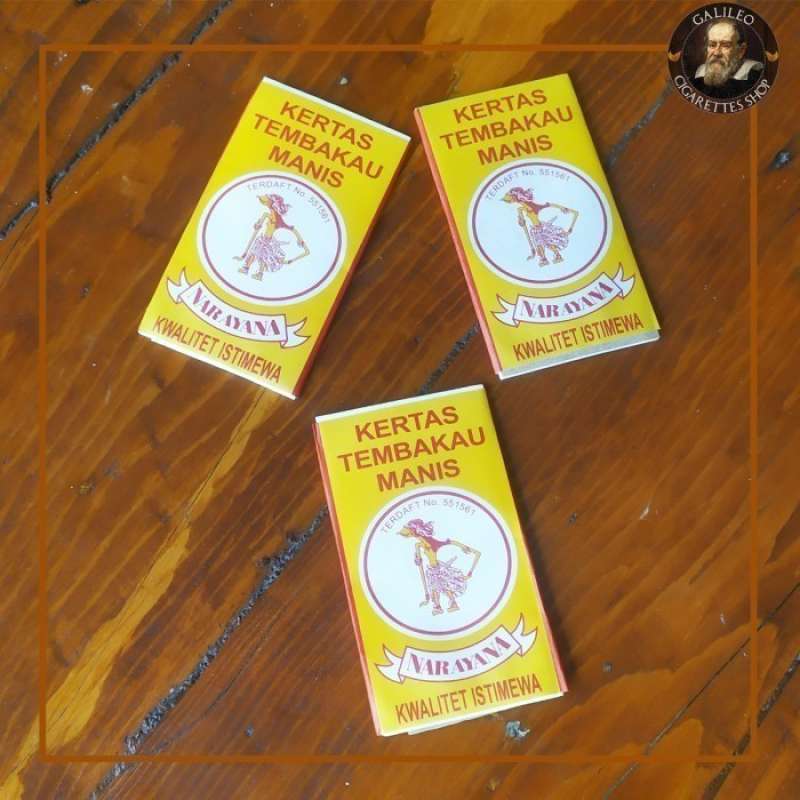 GALILEO
CIGARETTES SHOP
KERTAS
TEMBAKAU
MANIS
TERDAFT No. 551561
NARAYANA
KWALITET ISTIMEWA
KERTAS
TEMBAKAU
MANIS
TERDAFT No. 551561
NARAYANA
KWALITET ISTIMEWA
KERTAS
TEMBAKAU
MANIS
TERDAFT No. 551561
NARAYANA
KWALITET ISTIMEWA